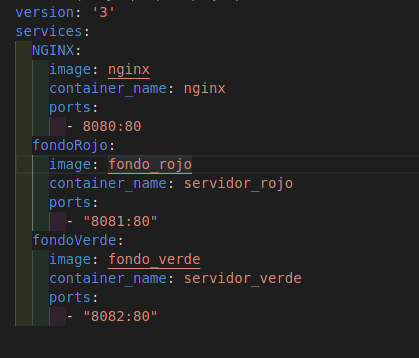 version: '3'
services:
  NGINX:
    image: nginx
    container_name: nginx
    ports:
      - 8080:80
  fondoRojo:
    image: fondo_rojo
    container_name: servidor_rojo
    ports:
      - "8081:80"
  fondoVerde:
    image: fondo_verde
    container_name: servidor_verde
    ports:
      - "8082:80"